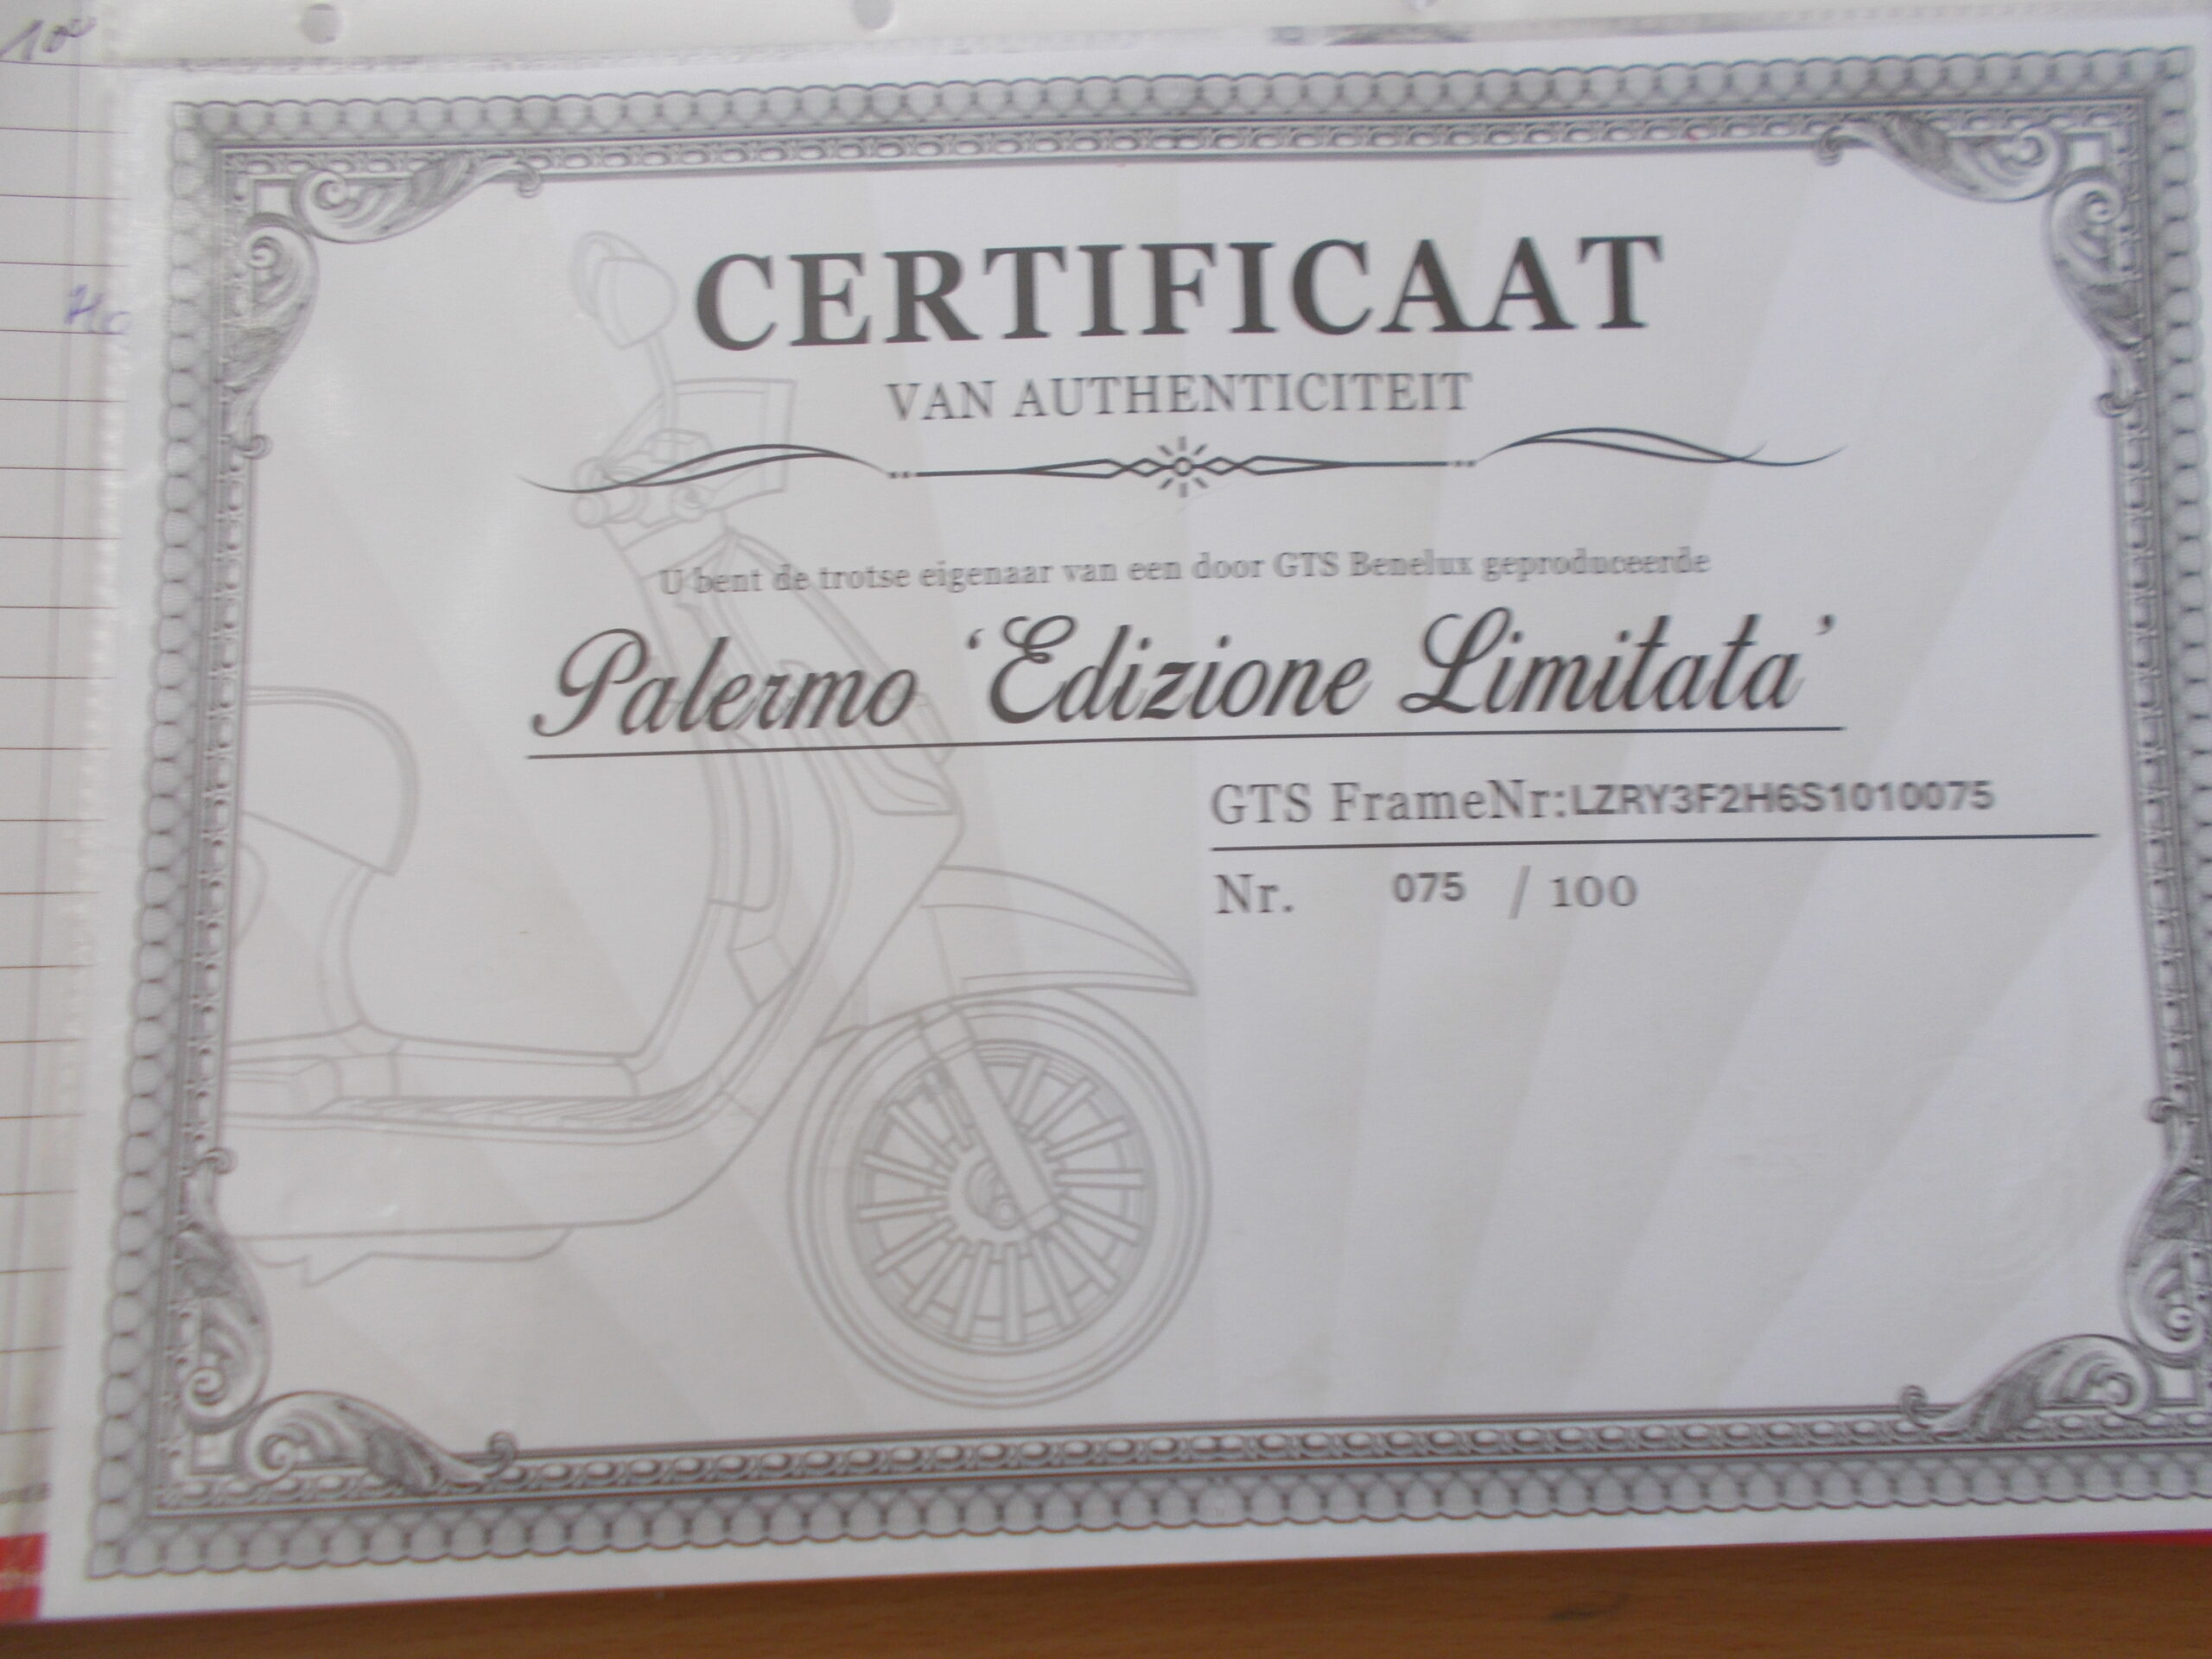 10⁰⁰
CERTIFICAAT
VAN AUTHENTICITEIT
U bent de trotse eigenaar van een door GTS Benelux geproduceerde
Palermo ‘Edizione Limitata’
GTS FrameNr:LZRY3F2H6S1010075
Nr. 075 / 100